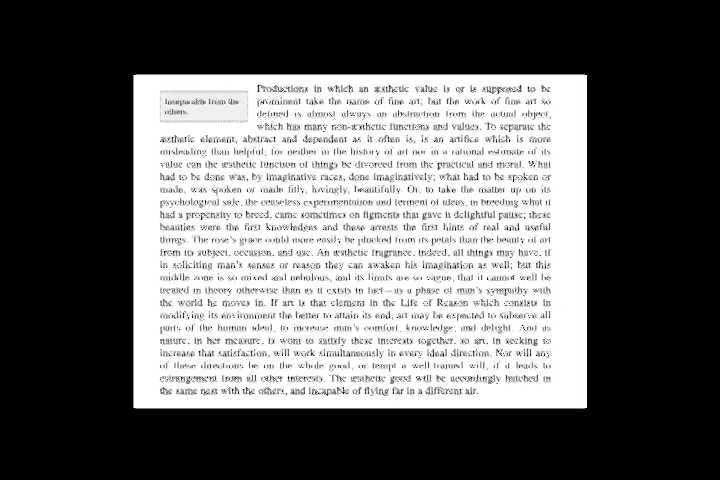 Productions in which an æsthetic value is or is supposed to be
Inseparable from the
others.
prominent take the name of fine art; but the work of fine art so
defined is almost always an abstraction from the actual object,
which has many non-æsthetic functions and values. To separate the
æsthetic element, abstract and dependent as it often is, is an artifice which is more
misleading than helpful; for neither in the history of art nor in a rational estimate of its
value can the æsthetic function of things be divorced from the practical and moral. What
had to be done was, by imaginative races, done imaginatively; what had to be spoken or
made, was spoken or made fitly, lovingly, beautifully. Or, to take the matter up on its
psychological side, the ceaseless experimentation and ferment of ideas, in breeding what it
had a propensity to breed, came sometimes on figments that gave it delightful pause; these
beauties were the first knowledges and these arrests the first hints of real and useful
things. The rose's grace could more easily be plucked from its petals than the beauty of art
from its subject, occasion, and use. An æsthetic fragrance, indeed, all things may have, if
in soliciting man's senses or reason they can awaken his imagination as well; but this
middle zone is so mixed and nebulous, and its limits are so vague, that it cannot well be
treated in theory otherwise than as it exists in fact—as a phase of man's sympathy with
the world he moves in. If art is that element in the Life of Reason which consists in
modifying its environment the better to attain its end, art may be expected to subserve all
parts of the human ideal, to increase man's comfort, knowledge, and delight. And as
nature, in her measure, is wont to satisfy these interests together, so art, in seeking to
increase that satisfaction, will work simultaneously in every ideal direction. Nor will any
of these directions be on the whole good, or tempt a well-trained will, if it leads to
estrangement from all other interests. The æsthetic good will be accordingly hatched in
the same nest with the others, and incapable of flying far in a different air.